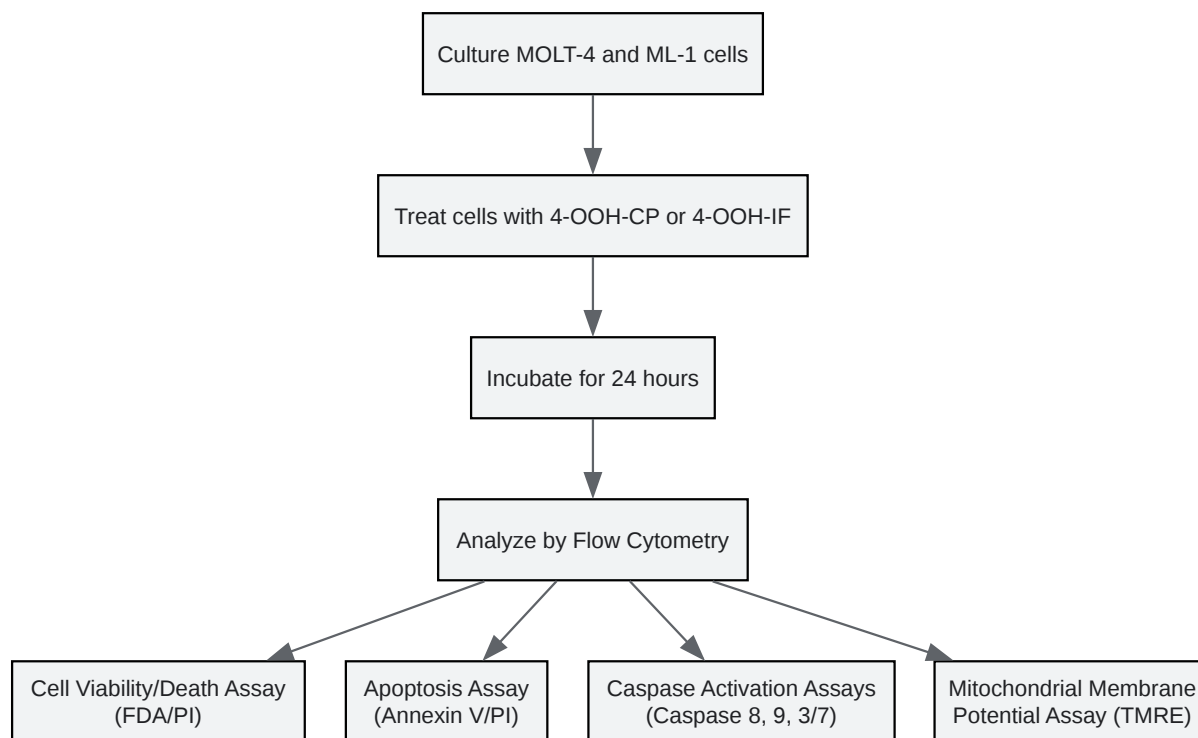 Culture MOLT-4 and ML-1 cells
Treat cells with 4-OOH-CP or 4-OOH-IF
Incubate for 24 hours
Analyze by Flow Cytometry
Cell Viability/Death Assay
(FDA/PI)
Apoptosis Assay
(Annexin V/PI)
Caspase Activation Assays
(Caspase 8, 9, 3/7)
Mitochondrial Membrane
Potential Assay (TMRE)